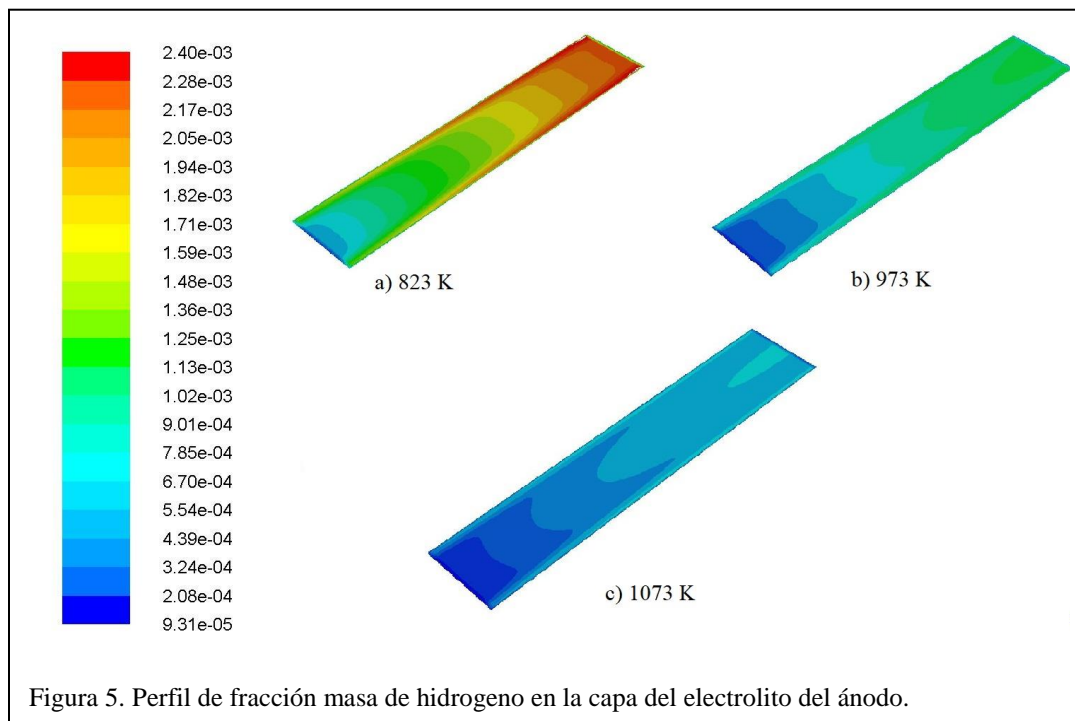 2.40e-03
2.28e-03
2.17e-03
2.05e-03
1.94e-03
1.82e-03
1.71e-03
1.59e-03
1.48e-03
1.36e-03
1.25e-03
1.13e-03
1.02e-03
9.01e-04
7.85e-04
6.70e-04
5.54e-04
4.39e-04
3.24e-04
2.08e-04
9.31e-05
a) 823 K
b) 973 K
c) 1073 K
Figura 5. Perfil de fracción masa de hidrogeno en la capa del electrolito del ánodo.